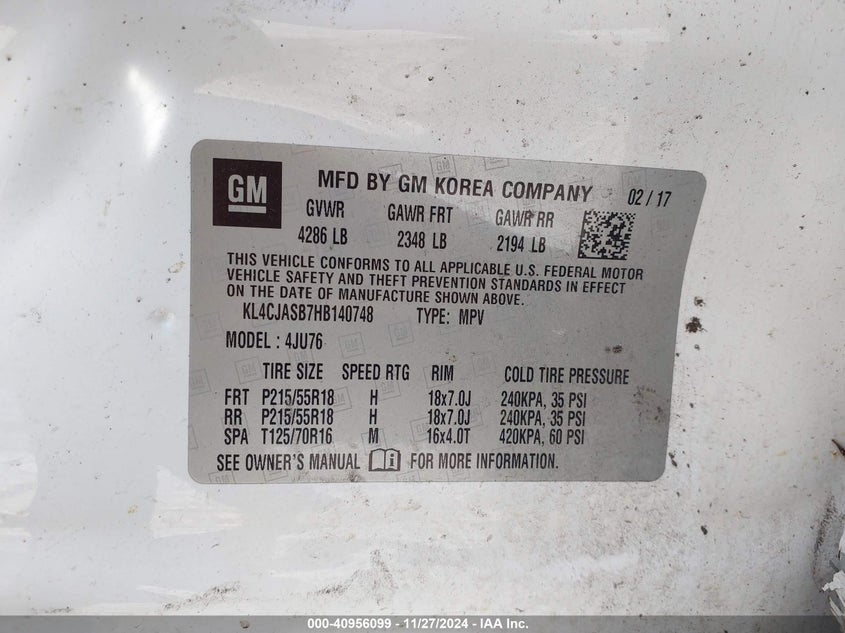 GM
MFD BY GM KOREA COMPANY 02/17
GVWR GAWR FRT GAWR RR
4286 LB 2348 LB 2194 LB
THIS VEHICLE CONFORMS TO ALL APPLICABLE U.S. FEDERAL MOTOR
VEHICLE SAFETY AND THEFT PREVENTION STANDARDS IN EFFECT
ON THE DATE OF MANUFACTURE SHOWN ABOVE.
KL4CJASB7HB140748 TYPE: MPV
MODEL : 4JU76
TIRE SIZE SPEED RTG RIM COLD TIRE PRESSURE
FRT P215/55R18 H 18x7.0J 240KPA, 35 PSI
RR P215/55R18 H 18x7.0J 240KPA, 35 PSI
SPA T125/70R16 M 16x4.0T 420KPA, 60 PSI
SEE OWNER'S MANUAL FOR MORE INFORMATION.
000-40956099 - 11/27/2024 - IAA Inc.